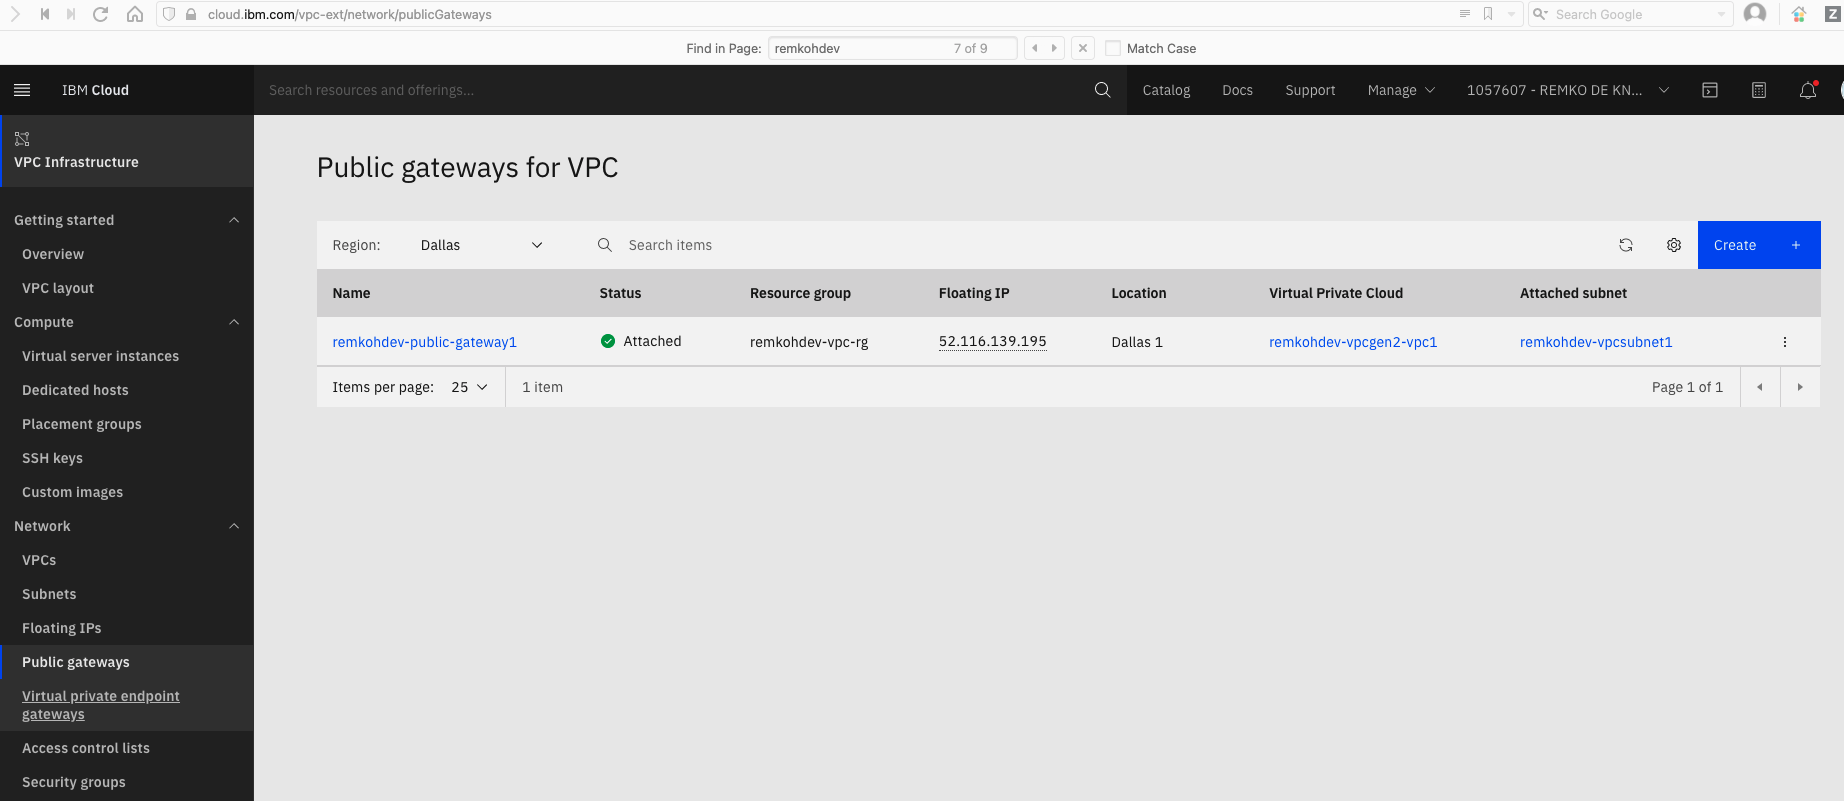 cloud.ibm.com/vpc-ext/network/publicGateways
Search Google
Z
Find in Page: remkohdev 7 of 9 Match Case
IBM Cloud
Search resources and offerings...
Catalog Docs Support Manage 1057607 - REMKO DE KN...
VPC Infrastructure
Getting started
Overview
VPC layout
Compute
Virtual server instances
Dedicated hosts
Placement groups
SSH keys
Custom images
Network
VPCs
Subnets
Floating IPs
Public gateways
Virtual private endpoint
gateways
Access control lists
Security groups
Public gateways for VPC
Region: Dallas Search items Create +
Name Status Resource group Floating IP Location Virtual Private Cloud Attached subnet
remkohdev-public-gateway1 Attached remkohdev-vpc-rg 52.116.139.195 Dallas 1 remkohdev-vpcgen2-vpc1 remkohdev-vpcsubnet1
Items per page: 25 1 item Page 1 of 1